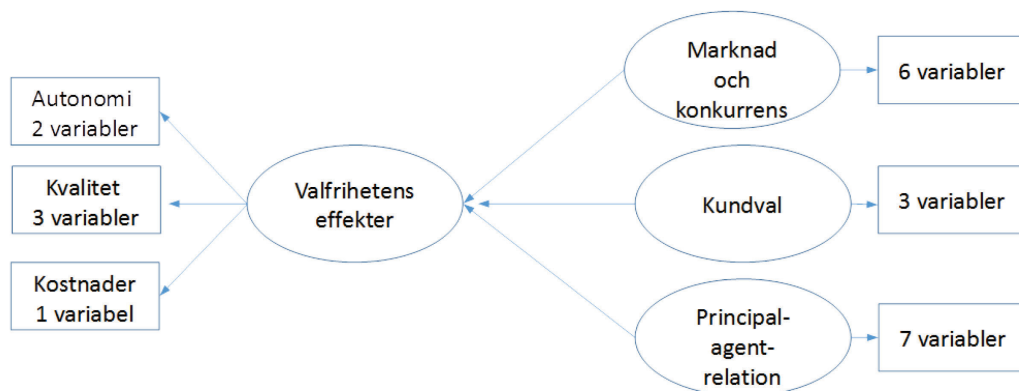 Autonomi
2 variabler
Kvalitet
3 variabler
Kostnader
1 variabel
Valfrihetens
effekter
Marknad
och
konkurrens
6 variabler
Kundval
3 variabler
Principal-
agent-
relation
7 variabler